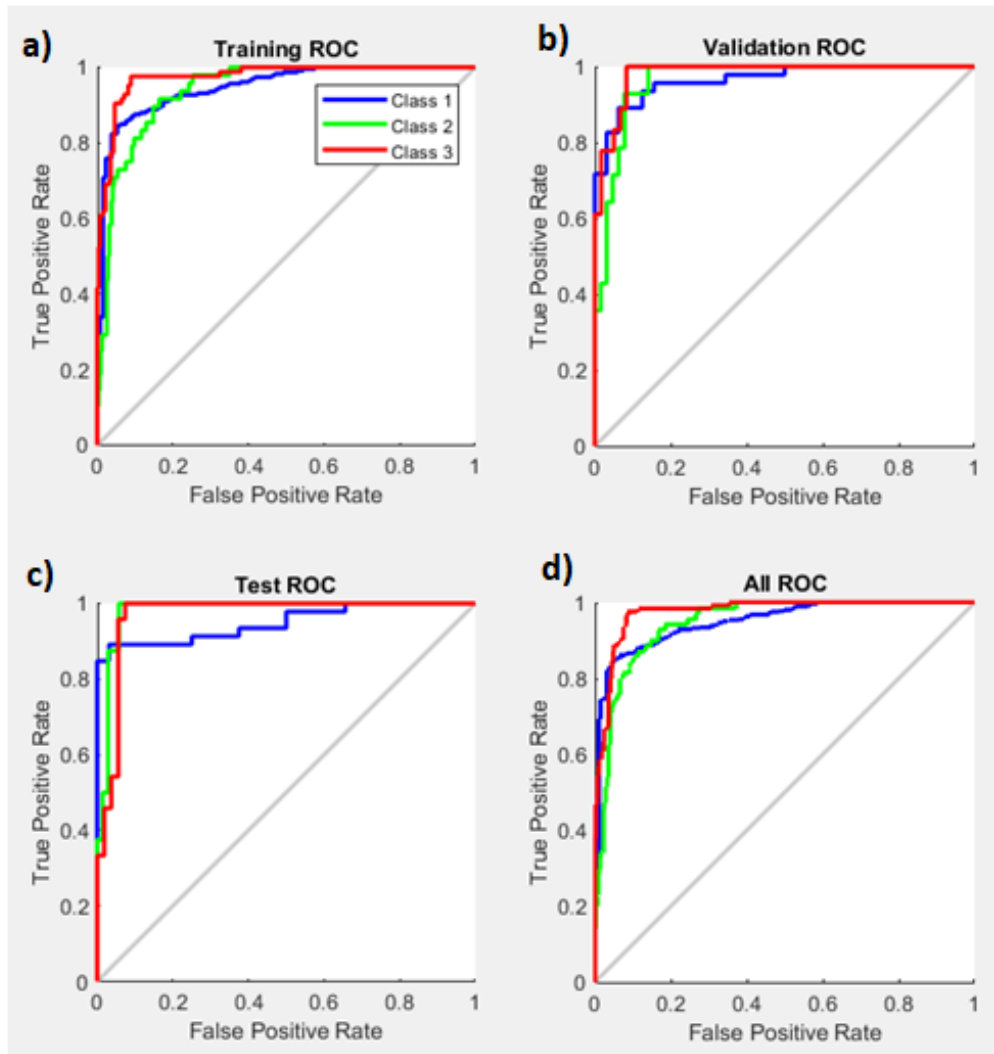 a)
Training ROC
1
0.8
0.6
0.4
0.2
0
True Positive Rate
Class 1
Class 2
Class 3
0 0.2 0.4 0.6 0.8 1
False Positive Rate
b)
Validation ROC
1
0.8
0.6
0.4
0.2
0
True Positive Rate
0 0.2 0.4 0.6 0.8 1
False Positive Rate
c)
Test ROC
1
0.8
0.6
0.4
0.2
0
True Positive Rate
0 0.2 0.4 0.6 0.8 1
False Positive Rate
d)
All ROC
1
0.8
0.6
0.4
0.2
0
True Positive Rate
0 0.2 0.4 0.6 0.8 1
False Positive Rate